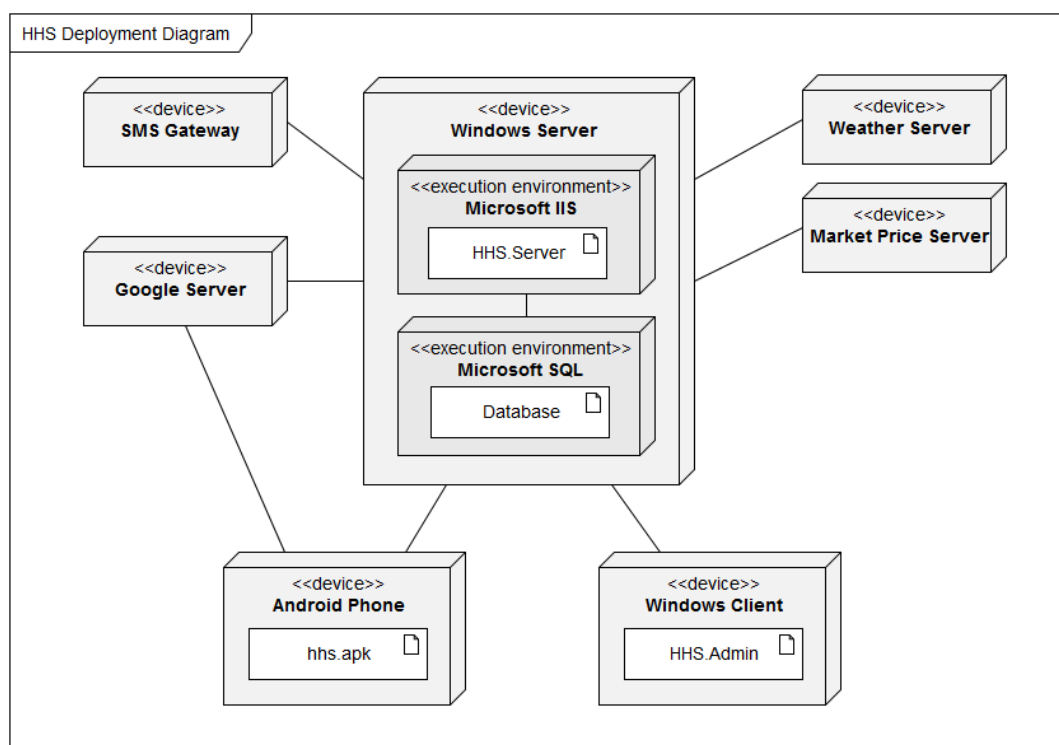 HHS Deployment Diagram
<<device>>
SMS Gateway
<<device>>
Windows Server
<<device>>
Weather Server
<<execution environment>>
Microsoft IIS
HHS.Server
<<device>>
Market Price Server
<<device>>
Google Server
<<execution environment>>
Microsoft SQL
Database
<<device>>
Android Phone
hhs.apk
<<device>>
Windows Client
HHS.Admin